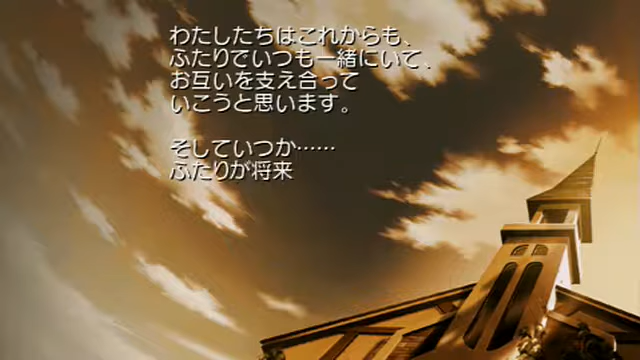 わたしたちはこれからも、
ふたりでいつも一緒にいて、
お互いを支え合って
いこうと思います。
そしていつか……
ふたりが将来